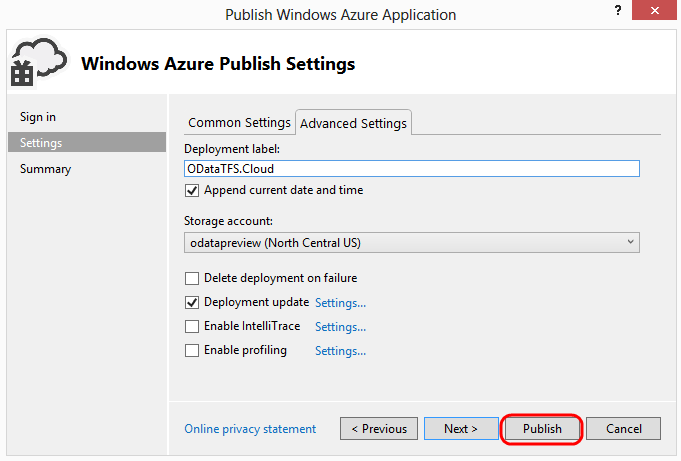 Publish Windows Azure Application
?
Windows Azure Publish Settings
Sign in
Settings
Summary
Common Settings
Advanced Settings
Deployment label:
ODataTFS.Cloud
Append current date and time
Storage account:
odatapreview (North Central US)
Delete deployment on failure
Deployment update Settings...
Enable IntelliTrace Settings...
Enable profiling Settings...
Online privacy statement
< Previous
Next >
Publish
Cancel